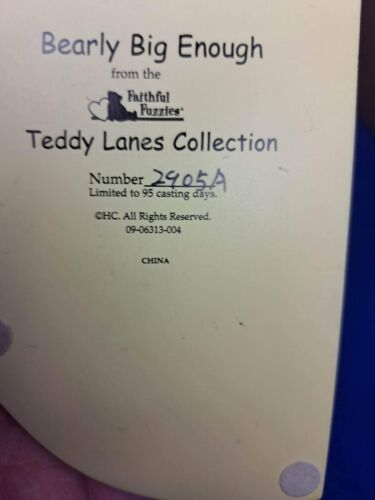 Bearly Big Enough
from the
Faithful
Fuzzies®
Teddy Lanes Collection
Number 2905A
Limited to 95 casting days.
©HC. All Rights Reserved.
09-06313-004
CHINA